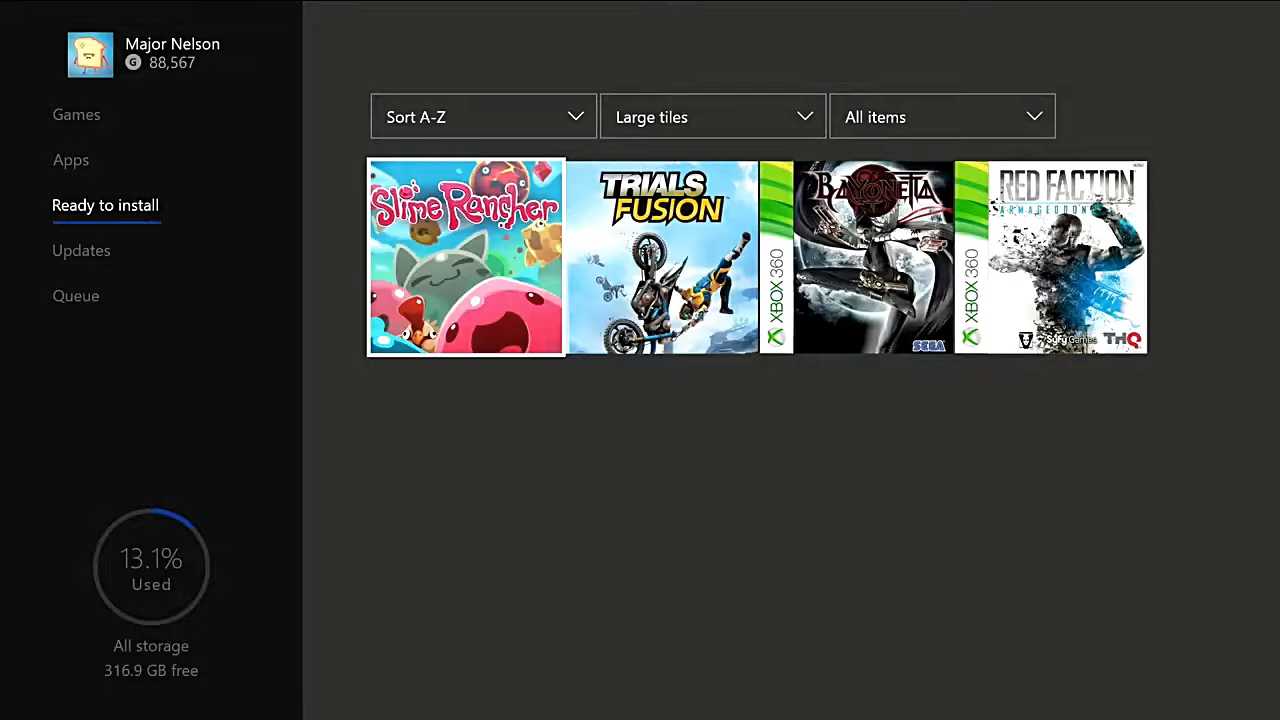 Major Nelson
G 88,567
Games
Apps
Ready to install
Updates
Queue
13.1%
Used
All storage
316.9 GB free
Sort A-Z
Large tiles
All items
Slime Rancher
TRIALS
FUSION
XBOX 360
BAYONETTA
SEGA
XBOX 360
RED FACTION
ARMAGEDDON
THQ